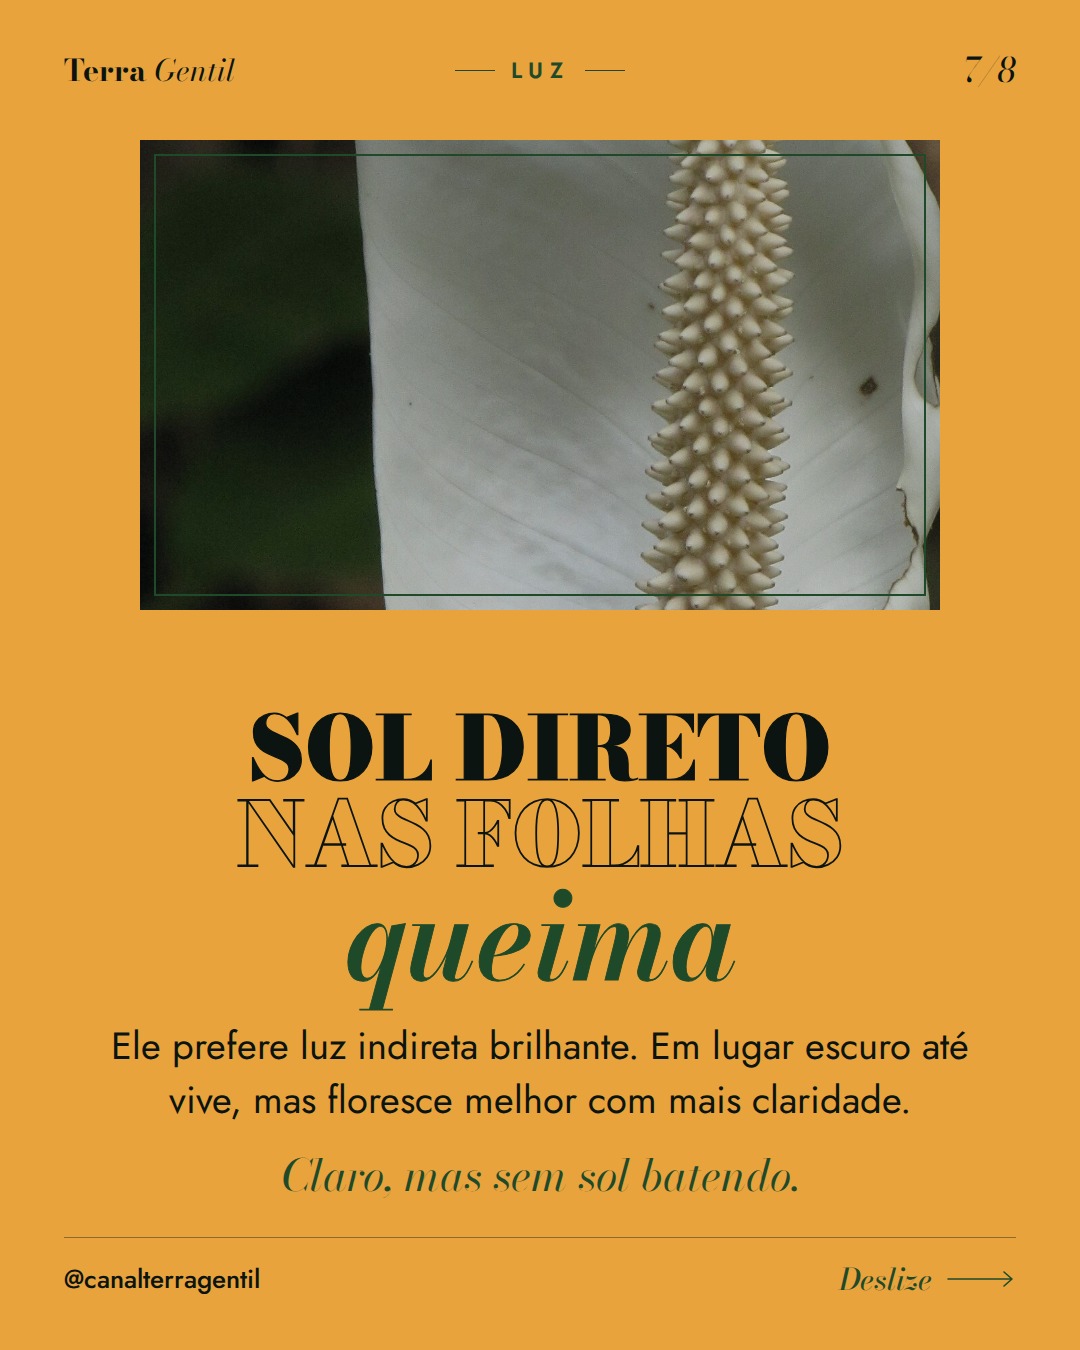 Terra Gentil
LUZ
7/8
SOL DIRETO
NAS FOLHAS
queima
Ele prefere luz indireta brilhante. Em lugar escuro até
vive, mas floresce melhor com mais claridade.
Claro, mas sem sol batendo.
@canalterragentil
Deslize